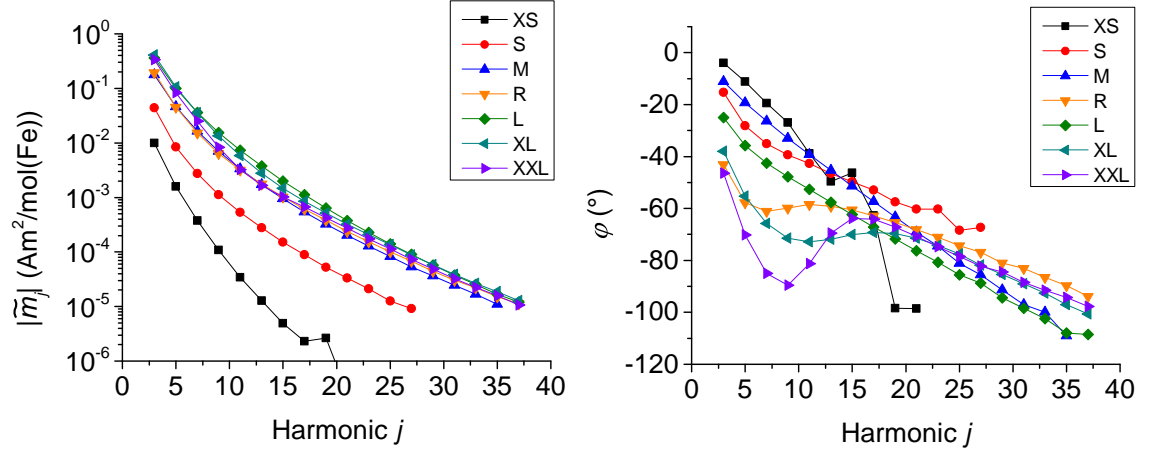 |m̃ⱼ| (Am²/mol(Fe))
10⁰
10⁻¹
10⁻²
10⁻³
10⁻⁴
10⁻⁵
10⁻⁶
0 5 10 15 20 25 30 35 40
Harmonic j
XS
S
M
R
L
XL
XXL
φ (°)
0
-20
-40
-60
-80
-100
-120
0 5 10 15 20 25 30 35 40
Harmonic j
XS
S
M
R
L
XL
XXL